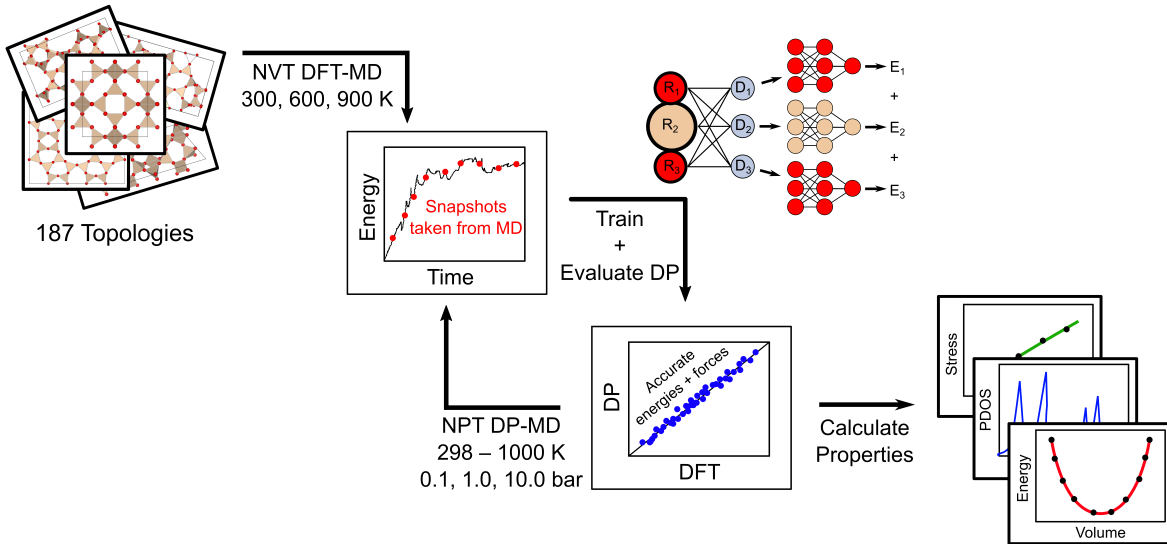 187 Topologies
NVT DFT-MD
300, 600, 900 K
Energy
Snapshots
taken from MD
Time
R1
R2
R3
D1
D2
D3
E1
+
E2
+
E3
Train
+
Evaluate DP
NPT DP-MD
298 – 1000 K
0.1, 1.0, 10.0 bar
DP
Accurate
energies + forces
DFT
Calculate
Properties
Stress
PDOS
Energy
Volume